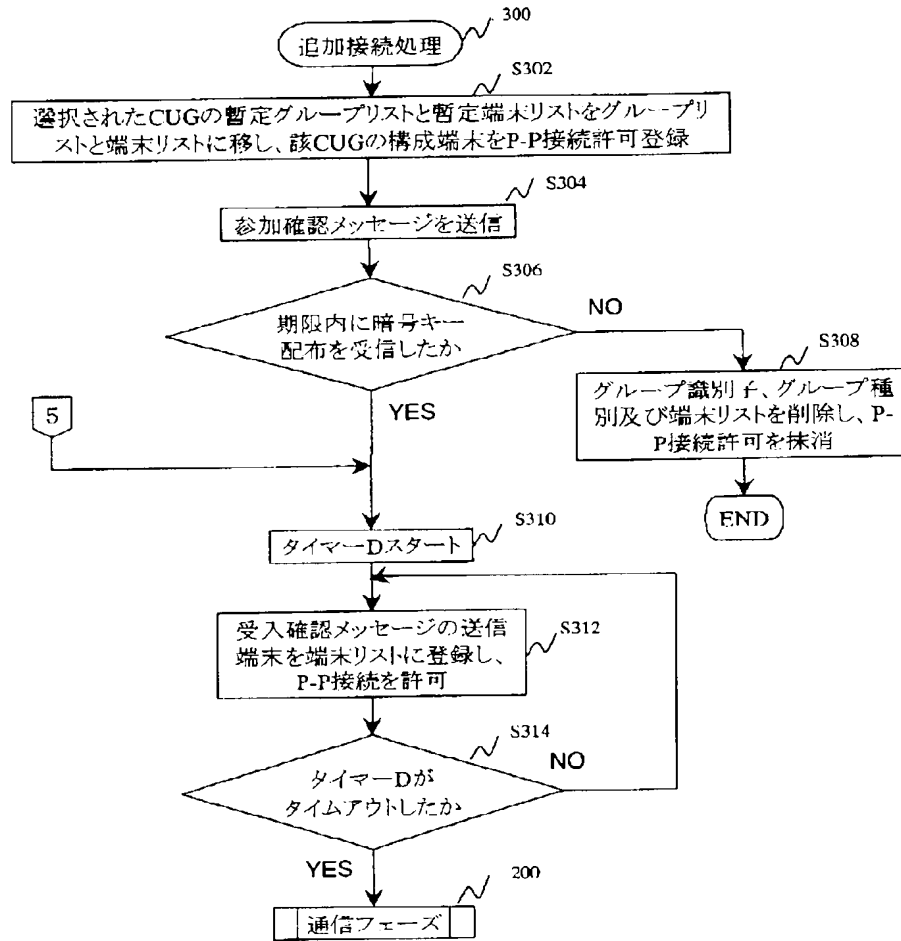 300
追加接続処理
S302
選択されたCUGの暫定グループリストと暫定端末リストをグループリ
ストと端末リストに移し、該CUGの構成端末をP-P接続許可登録
S304
参加確認メッセージを送信
S306
期限内に暗号キー
配布を受信したか
NO
YES
S308
グループ識別子、グループ種
別及び端末リストを削除し、P-
P接続許可を抹消
END
5
S310
タイマーDスタート
S312
受入確認メッセージの送信
端末を端末リストに登録し、
P-P接続を許可
S314
タイマーDが
タイムアウトしたか
NO
YES
200
通信フェーズ